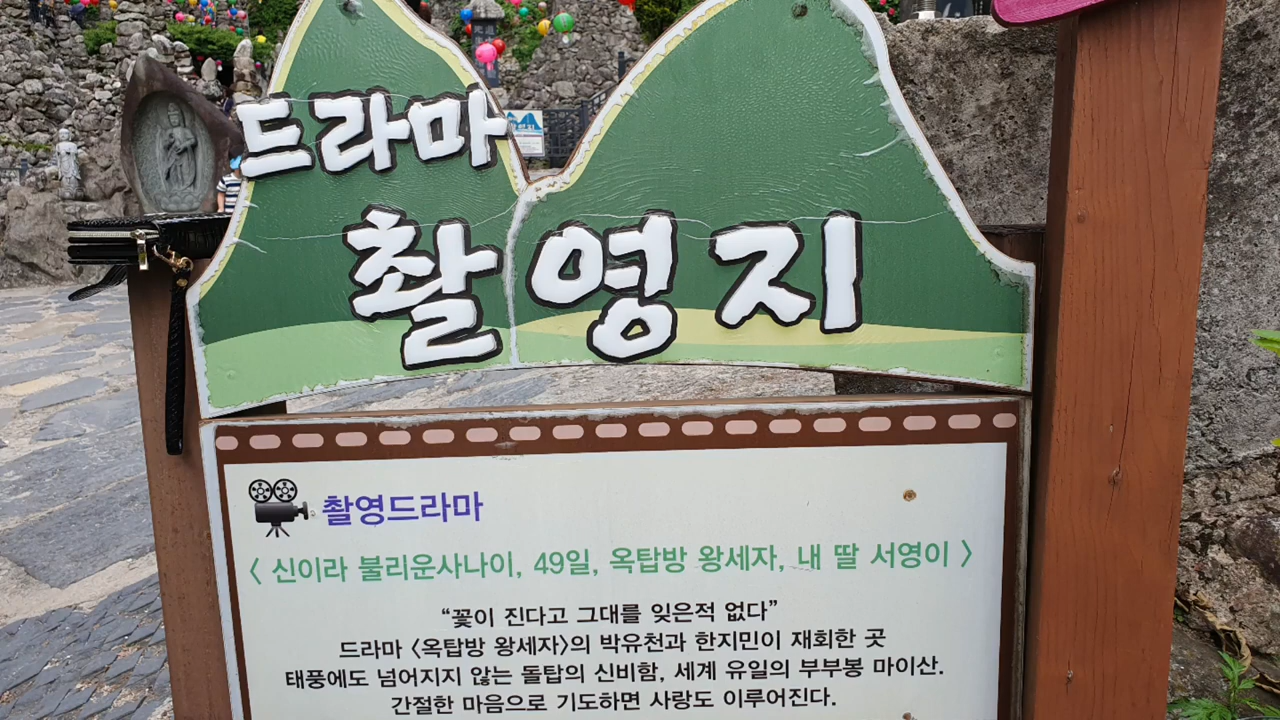 드라마
촬영지
촬영드라마
< 신이라 불리운사나이, 49일, 옥탑방 왕세자, 내 딸 서영이 >
“꽃이 진다고 그대를 잊은적 없다”
드라마 <옥탑방 왕세자>의 박유천과 한지민이 재회한 곳
태풍에도 넘어지지 않는 돌탑의 신비함, 세계 유일의 부부봉 마이산.
간절한 마음으로 기도하면 사랑도 이루어진다.